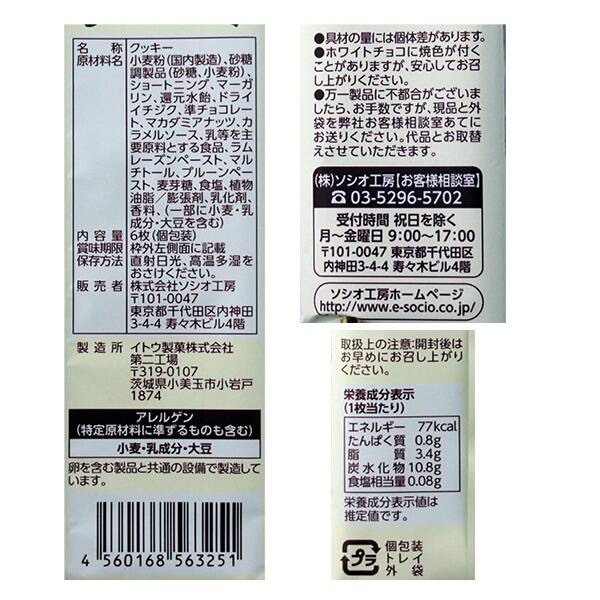 名称 クッキー
原材料名 小麦粉(国内製造)、砂糖
調製品(砂糖、小麦粉)、
ショートニング、マーガ
リン、還元水飴、ドライ
イチジク、準チョコレー
ト、マカダミアナッツ、カ
ラメルソース、乳等を主
要原料とする食品、ラム
レーズンペースト、マル
チトール、プルーンペー
スト、麦芽糖、食塩、植物
油脂/膨張剤、乳化剤、
香料、(一部に小麦・乳
成分・大豆を含む)
内容量 6枚(個包装)
賞味期限 枠外左側面に記載
保存方法 直射日光、高温多湿を
おさけください。
販売者 株式会社ソシオ工房
〒101-0047
東京都千代田区内神田
3-4-4 寿々木ビル4階
製造所 イトウ製菓株式会社
第二工場
〒319-0107
茨城県小美玉市小岩戸
1874
アレルゲン
(特定原材料に準ずるものも含む)
小麦・乳成分・大豆
卵を含む製品と共通の設備で製造して
います。
4 560168 563251
●具材の量には個体差があります。
●ホワイトチョコに焼色が付く
ことがありますが、安心してお召
し上がりください。
●万一製品に不都合がございま
したら、お手数ですが、現品と外
袋を弊社お客様相談室あてに
お送りください。代品とお取替
えさせていただきます。
(株)ソシオ工房【お客様相談室】
☎03-5296-5702
受付時間 祝日を除く
月〜金曜日 9:00〜17:00
〒101-0047 東京都千代田区
内神田3-4-4 寿々木ビル4階
ソシオ工房ホームページ
http://www.e-socio.co.jp/
取扱上の注意:開封後は
お早めにお召し上がり
ください。
栄養成分表示
(1枚当たり)
エネルギー 77kcal
たんぱく質 0.8g
脂質 3.4g
炭水化物 10.8g
食塩相当量 0.08g
栄養成分表示値は
推定値です。
プラ
個包装
トレイ
外袋